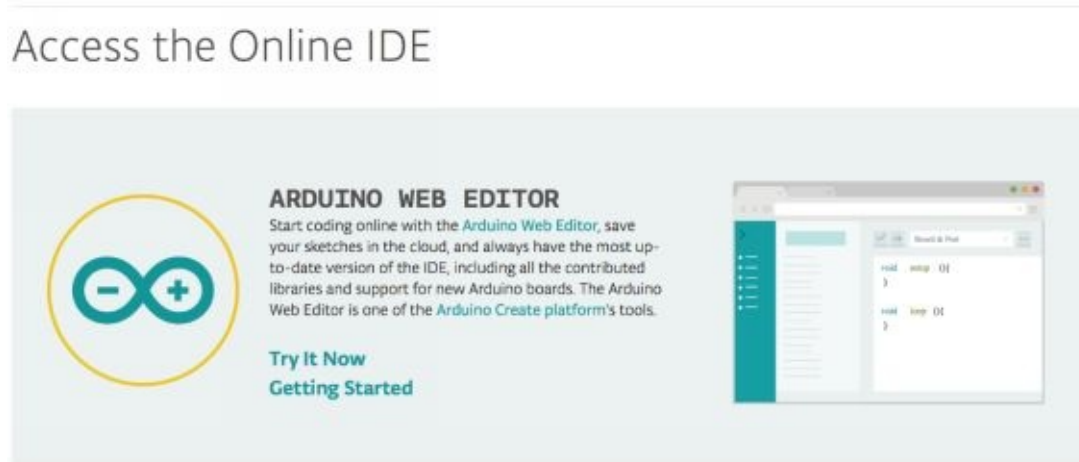 Access the Online IDE
ARDUINO WEB EDITOR
Start coding online with the Arduino Web Editor, save
your sketches in the cloud, and always have the most up-
to-date version of the IDE, including all the contributed
libraries and support for new Arduino boards. The Arduino
Web Editor is one of the Arduino Create platform's tools.
Try It Now
Getting Started
Board & Port
void setup (){
}
void loop (){
}